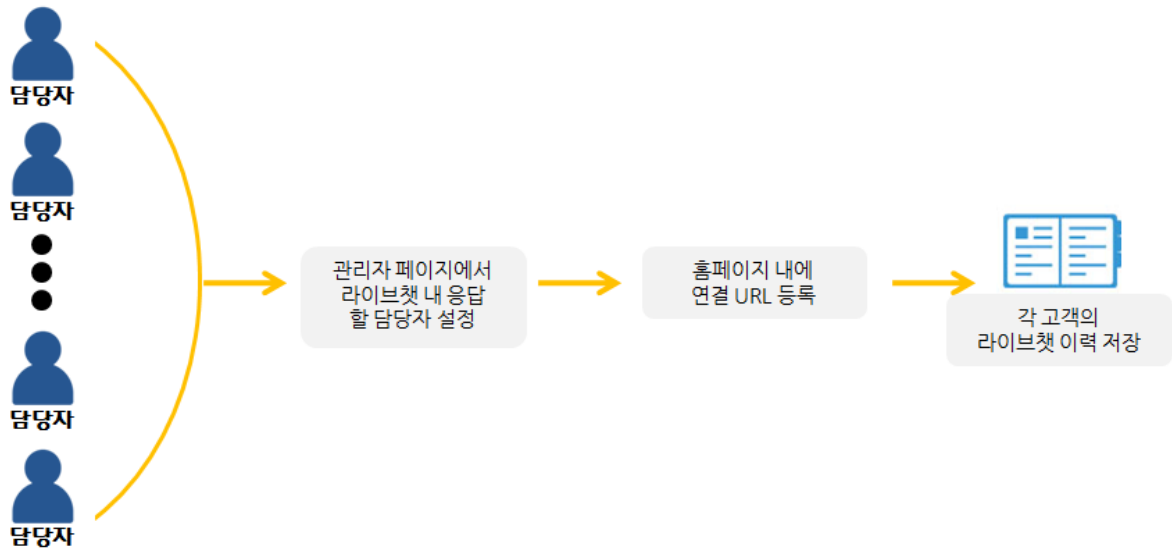 담당자
담당자
담당자
담당자
관리자 페이지에서
라이브챗 내 응답
할 담당자 설정
홈페이지 내에
연결 URL 등록
각 고객의
라이브챗 이력 저장